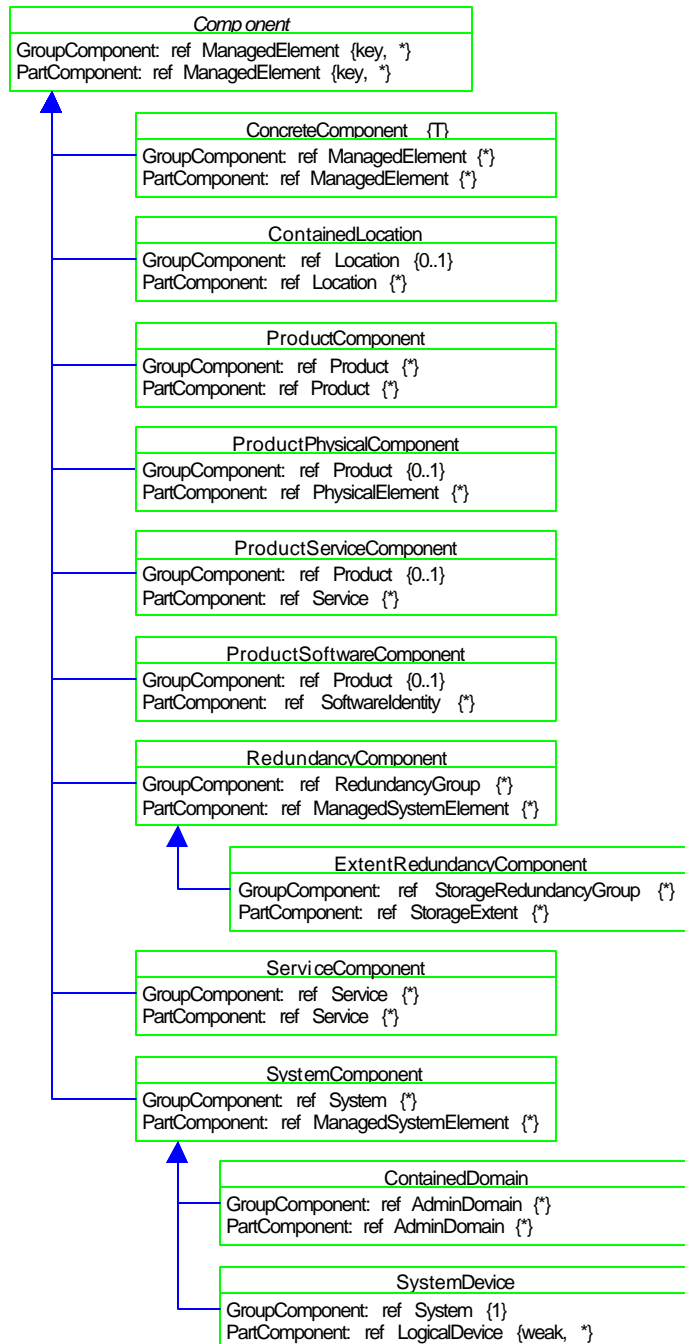 Component
GroupComponent: ref ManagedElement {key, *}
PartComponent: ref ManagedElement {key, *}
ConcreteComponent {T}
GroupComponent: ref ManagedElement {*}
PartComponent: ref ManagedElement {*}
ContainedLocation
GroupComponent: ref Location {0..1}
PartComponent: ref Location {*}
ProductComponent
GroupComponent: ref Product {*}
PartComponent: ref Product {*}
ProductPhysicalComponent
GroupComponent: ref Product {0..1}
PartComponent: ref PhysicalElement {*}
ProductServiceComponent
GroupComponent: ref Product {0..1}
PartComponent: ref Service {*}
ProductSoftwareComponent
GroupComponent: ref Product {0..1}
PartComponent: ref SoftwareIdentity {*}
RedundancyComponent
GroupComponent: ref RedundancyGroup {*}
PartComponent: ref ManagedSystemElement {*}
ExtentRedundancyComponent
GroupComponent: ref StorageRedundancyGroup {*}
PartComponent: ref StorageExtent {*}
ServiceComponent
GroupComponent: ref Service {*}
PartComponent: ref Service {*}
SystemComponent
GroupComponent: ref System {*}
PartComponent: ref ManagedSystemElement {*}
ContainedDomain
GroupComponent: ref AdminDomain {*}
PartComponent: ref AdminDomain {*}
SystemDevice
GroupComponent: ref System {1}
PartComponent: ref LogicalDevice {weak, *}